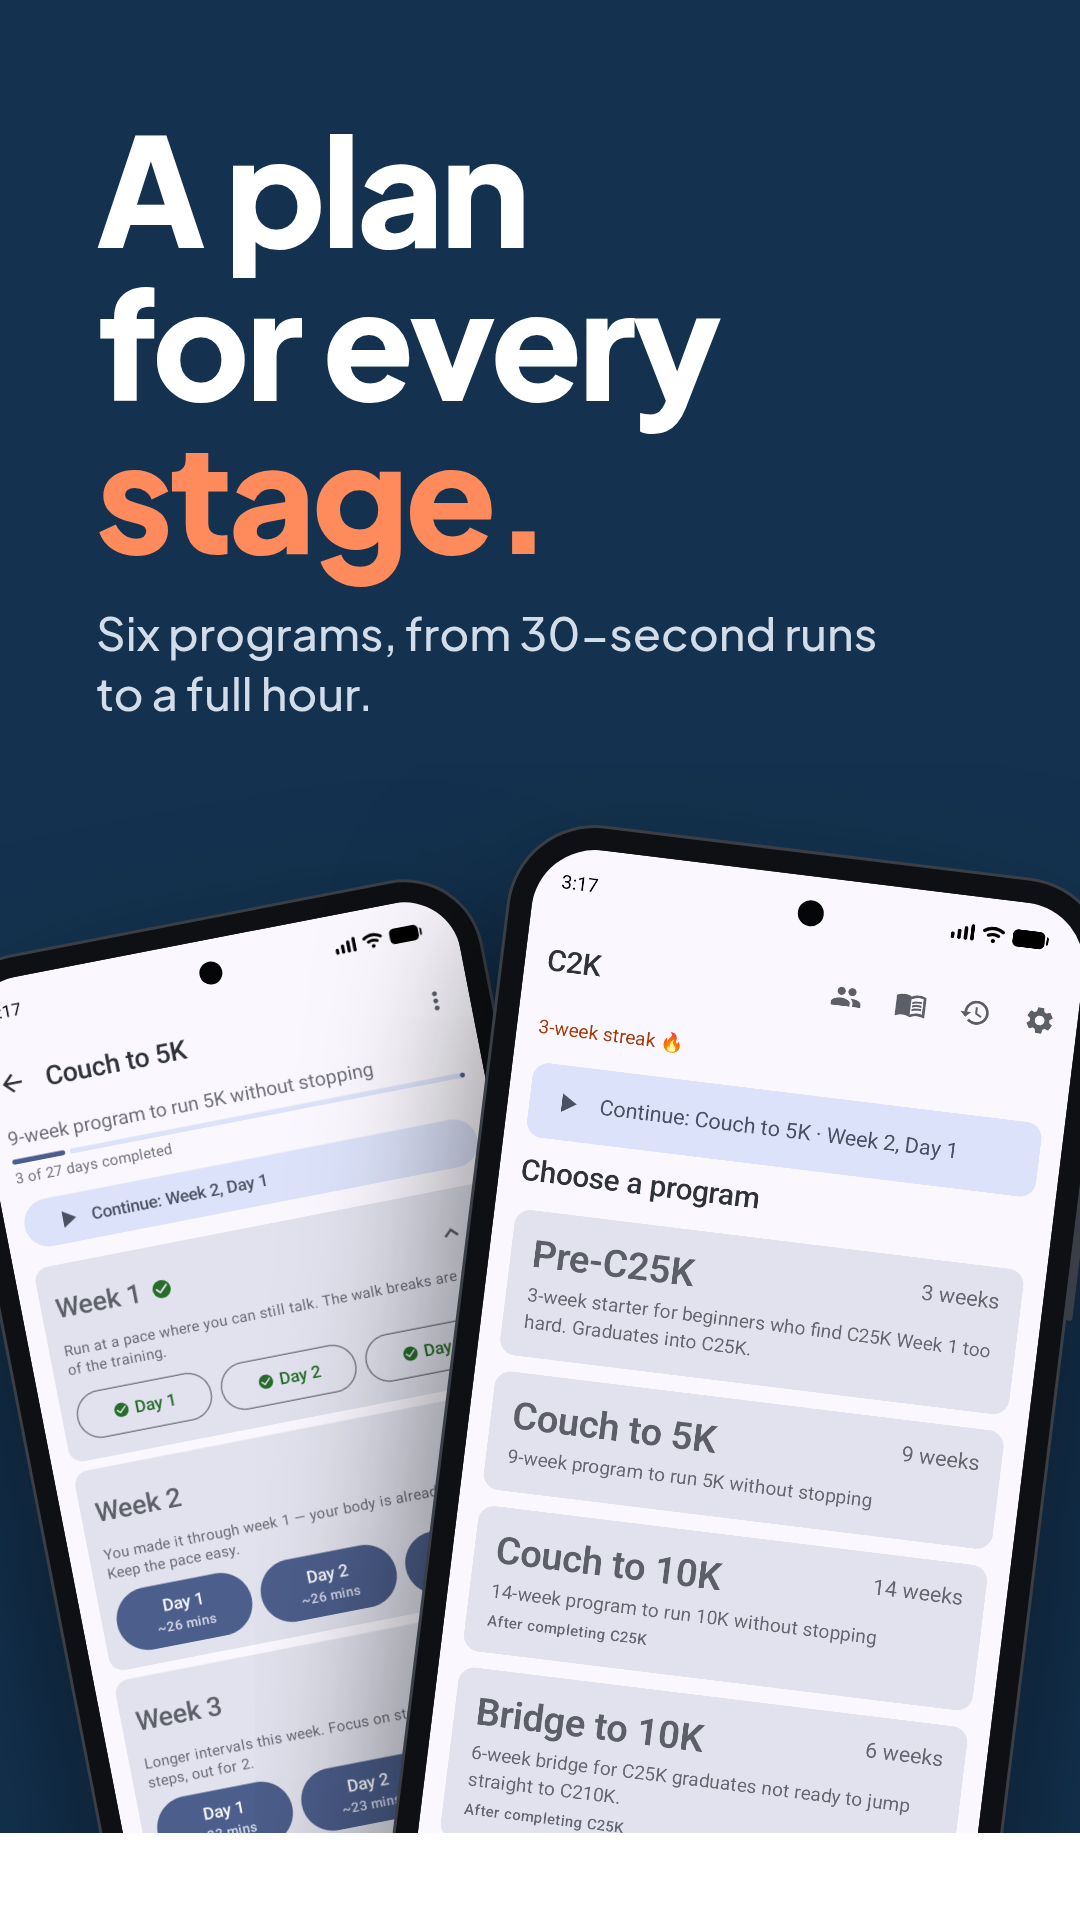 A plan
for every
stage.
Six programs, from 30–second runs
to a full hour.
:17
Couch to 5K
9-week program to run 5K without stopping
3 of 27 days completed
Continue: Week 2, Day 1
Week 1
Run at a pace where you can still talk. The walk breaks are
of the training.
Day 1
Day 2
Day
Week 2
You made it through week 1 — your body is
Keep the pace easy.
Day 1
~26 mins
Day 2
~26 mins
Week 3
Longer intervals this week. Focus on
steps, out for 2.
Day 1
mins
Day 2
~23
3:17
C2K
3-week streak 🔥
Continue: Couch to 5K · Week 2, Day 1
Choose a program
Pre-C25K
3 weeks
3-week starter for beginners who find C25K Week 1 too
hard. Graduates into C25K.
Couch to 5K
9 weeks
9-week program to run 5K without stopping
Couch to 10K
14 weeks
14-week program to run 10K without stopping
After completing C25K
Bridge to 10K
6 weeks
6-week bridge for C25K graduates not ready to jump
straight to C210K.
After completing C25K